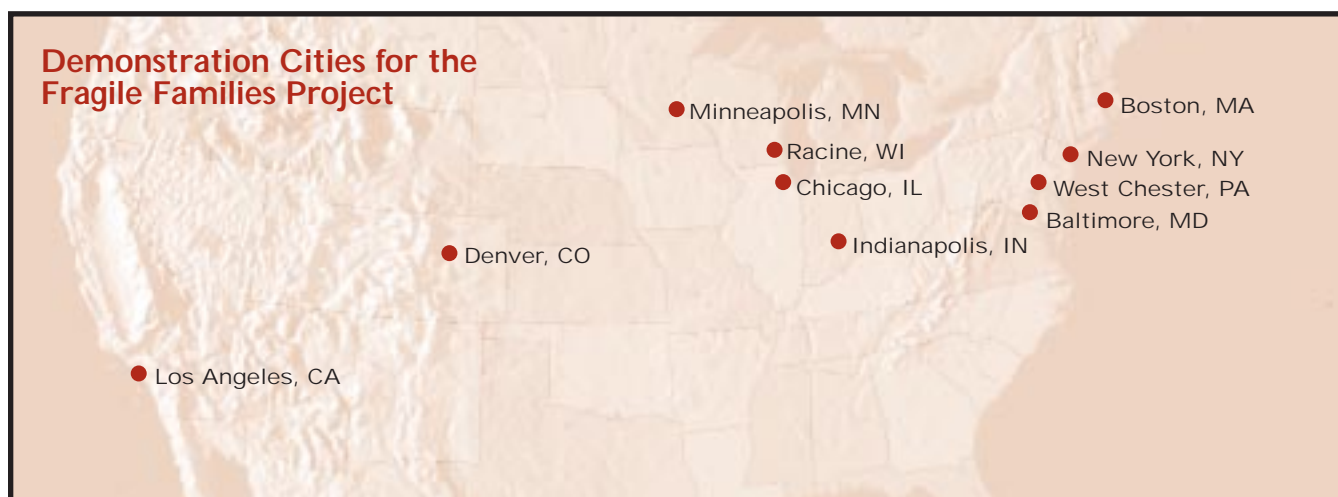 Demonstration Cities for the
Fragile Families Project
Minneapolis, MN
Boston, MA
Racine, WI
New York, NY
Chicago, IL
West Chester, PA
Baltimore, MD
Indianapolis, IN
Denver, CO
Los Angeles, CA